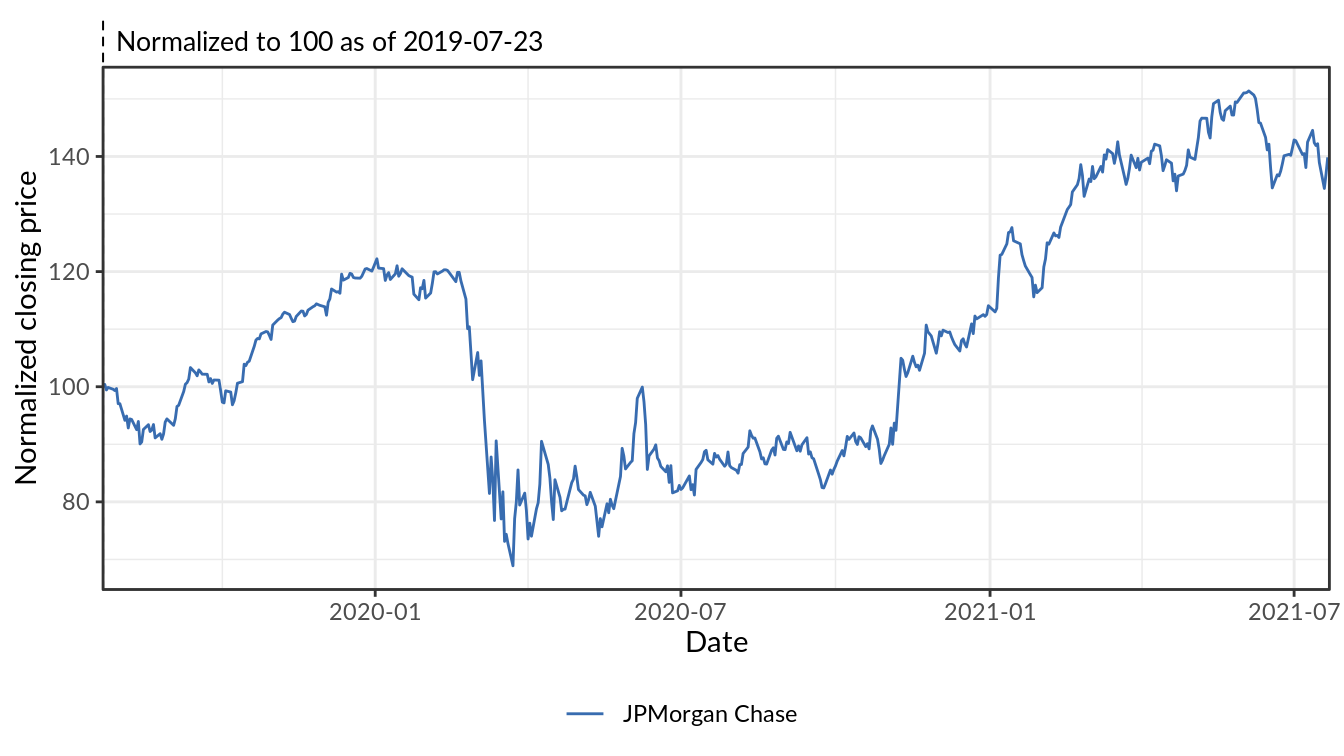 Normalized to 100 as of 2019-07-23
Normalized closing price
140
120
100
80
2020-01
2020-07
2021-01
2021-07
Date
JPMorgan Chase